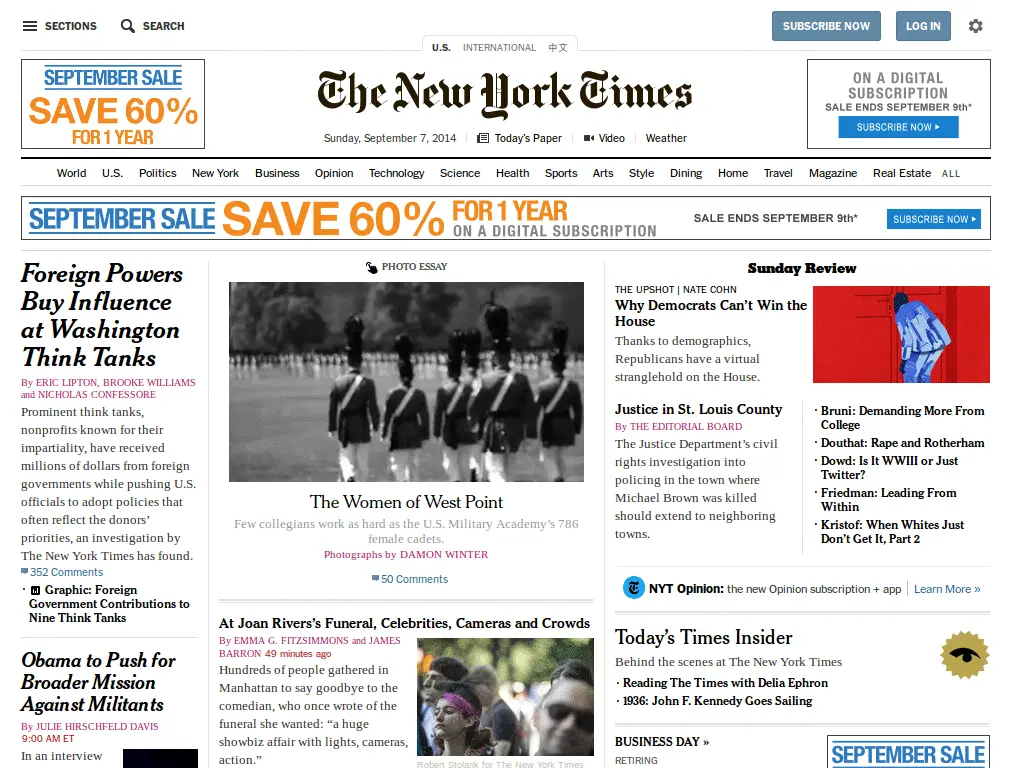 SECTIONS
SEARCH
SUBSCRIBE NOW
LOG IN
U.S.
INTERNATIONAL
中文
SEPTEMBER SALE
SAVE 60%
FOR 1 YEAR
The New York Times
ON A DIGITAL
SUBSCRIPTION
SALE ENDS SEPTEMBER 9th*
SUBSCRIBE NOW
Sunday, September 7, 2014
Today's Paper
Video
Weather
World
U.S.
Politics
New York
Business
Opinion
Technology
Science
Health
Sports
Arts
Style
Dining
Home
Travel
Magazine
Real Estate
ALL
SEPTEMBER SALE
SAVE 60%
FOR 1 YEAR
ON A DIGITAL SUBSCRIPTION
SALE ENDS SEPTEMBER 9th*
SUBSCRIBE NOW
Foreign Powers
Buy Influence
at Washington
Think Tanks
By ERIC LIPTON, BROOKE WILLIAMS
and NICHOLAS CONFESSORE
Prominent think tanks,
nonprofits known for their
impartiality, have received
millions of dollars from foreign
governments while pushing U.S.
officials to adopt policies that
often reflect the donors'
priorities, an investigation by
The New York Times has found.
352 Comments
· Graphic: Foreign
Government Contributions to
Nine Think Tanks
Obama to Push for
Broader Mission
Against Militants
By JULIE HIRSCHFELD DAVIS
9:00 AM ET
In an interview
PHOTO ESSAY
The Women of West Point
Few collegians work as hard as the U.S. Military Academy's 786
female cadets.
Photographs by DAMON WINTER
50 Comments
At Joan Rivers's Funeral, Celebrities, Cameras and Crowds
By EMMA G. FITZSIMMONS and JAMES
BARRON 49 minutes ago
Hundreds of people gathered in
Manhattan to say goodbye to the
comedian, who once wrote of the
funeral she wanted: “a huge
showbiz affair with lights, cameras,
action.”
Robert Stolarik for The New York Times
Sunday Review
THE UPSHOT | NATE COHN
Why Democrats Can't Win the
House
Thanks to demographics,
Republicans have a virtual
stranglehold on the House.
Justice in St. Louis County
By THE EDITORIAL BOARD
The Justice Department's civil
rights investigation into
policing in the town where
Michael Brown was killed
should extend to neighboring
towns.
· Bruni: Demanding More From
College
· Douthat: Rape and Rotherham
· Dowd: Is It WWIII or Just
Twitter?
· Friedman: Leading From
Within
· Kristof: When Whites Just
Don't Get It, Part 2
NYT Opinion: the new Opinion subscription + app
Learn More »
Today's Times Insider
Behind the scenes at The New York Times
· Reading The Times with Delia Ephron
· 1936: John F. Kennedy Goes Sailing
BUSINESS DAY »
RETIRING
SEPTEMBER SALE